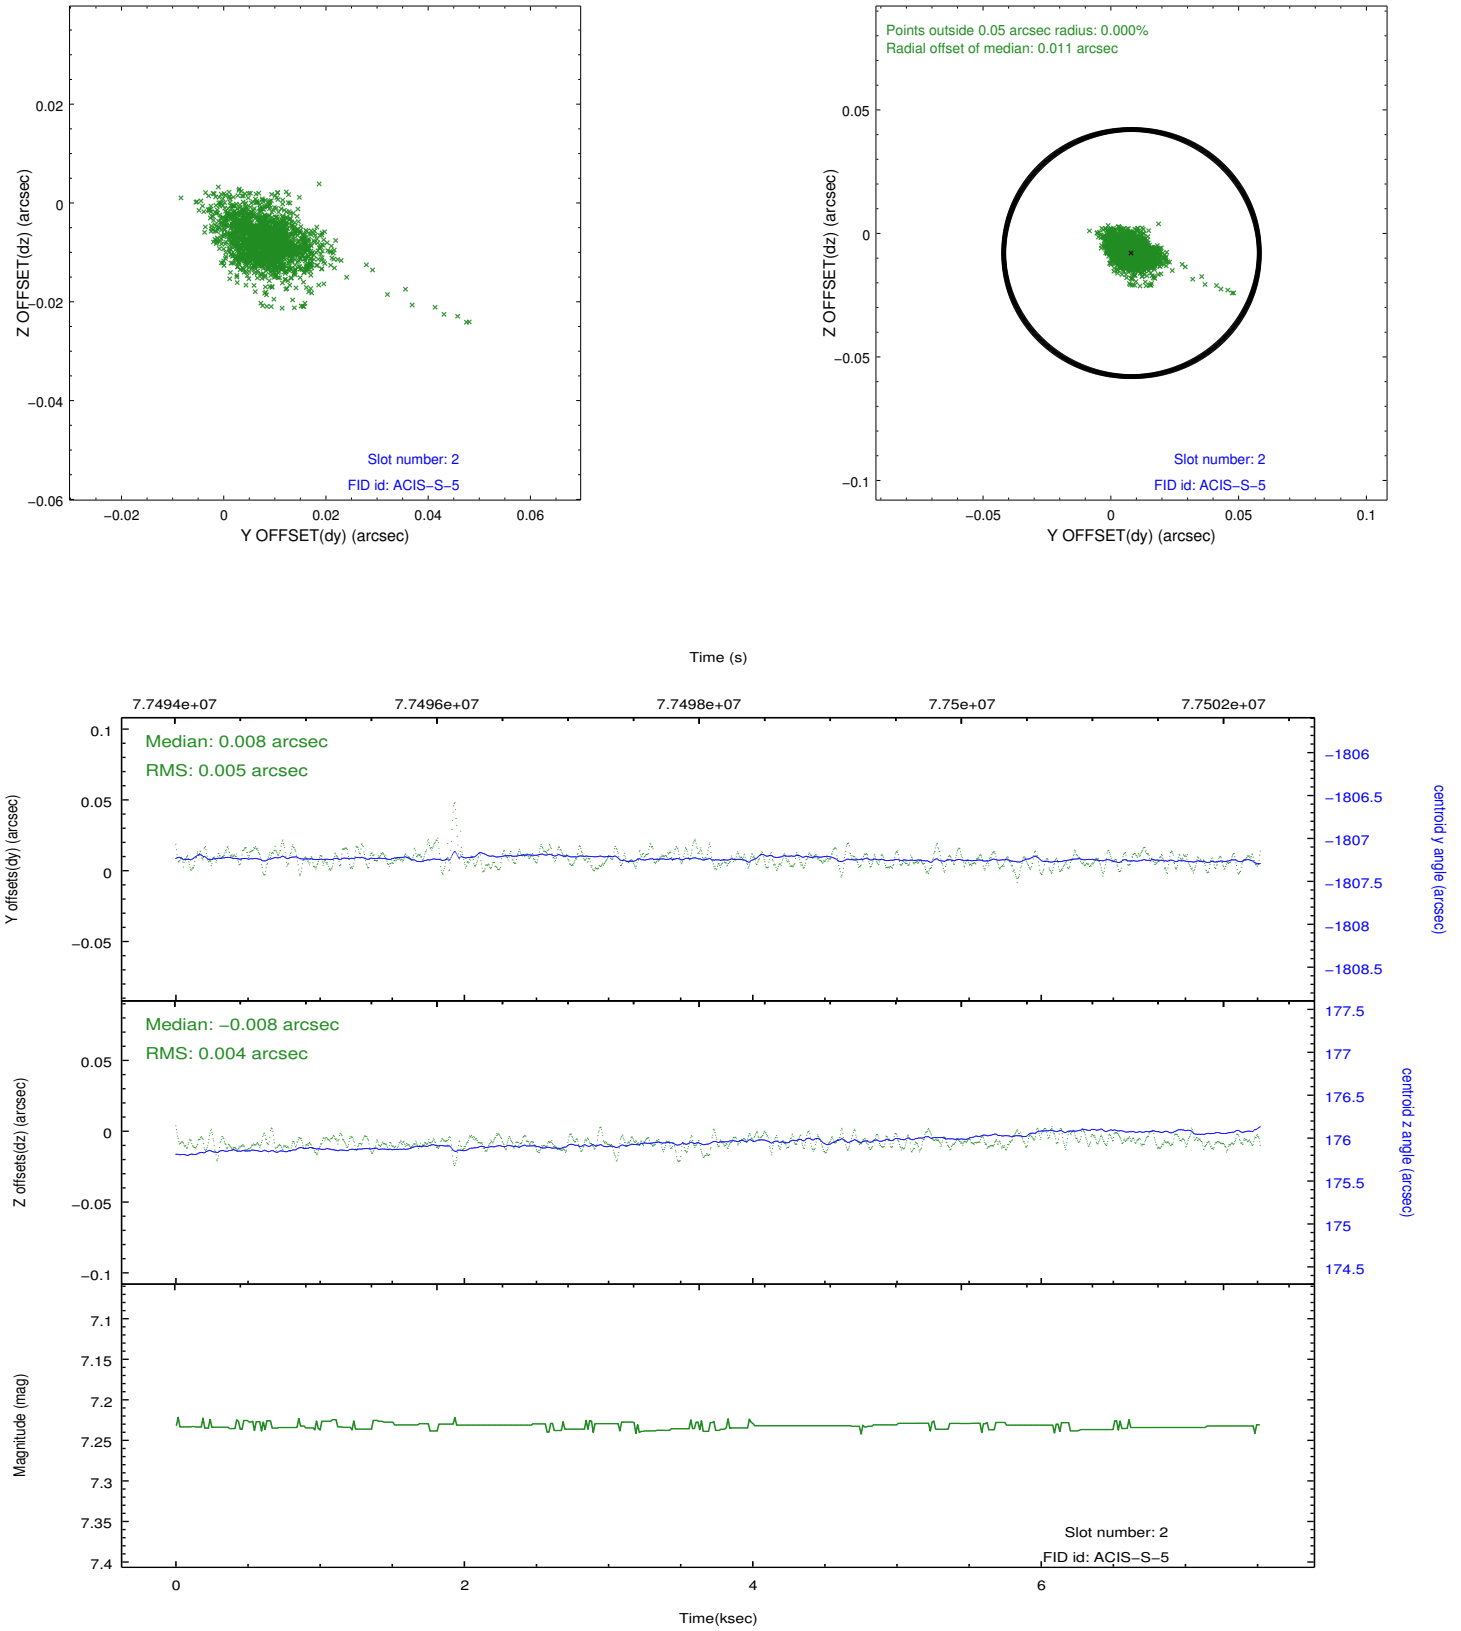 0.02
0
−0.02
−0.04
−0.06
Z OFFSET(dz) (arcsec)
Slot number: 2
FID id: ACIS−S−5
−0.02
0
0.02
0.04
0.06
Y OFFSET(dy) (arcsec)
Points outside 0.05 arcsec radius: 0.000%
Radial offset of median: 0.011 arcsec
0.05
0
−0.05
−0.1
Z OFFSET(dz) (arcsec)
Slot number: 2
FID id: ACIS−S−5
−0.05
0
0.05
0.1
Y OFFSET(dy) (arcsec)
Time (s)
7.7494e+07
7.7496e+07
7.7498e+07
7.75e+07
7.7502e+07
Median: 0.008 arcsec
RMS: 0.005 arcsec
0.1
0.05
0
−0.05
Y offsets(dy) (arcsec)
−1806
−1806.5
−1807
−1807.5
−1808
−1808.5
centroid y angle (arcsec)
Median: −0.008 arcsec
RMS: 0.004 arcsec
0.05
0
−0.05
−0.1
Z offsets(dz) (arcsec)
177.5
177
176.5
176
175.5
175
174.5
centroid z angle (arcsec)
7.1
7.15
7.2
7.25
7.3
7.35
7.4
Magnitude (mag)
Slot number: 2
FID id: ACIS−S−5
0
2
4
6
Time(ksec)